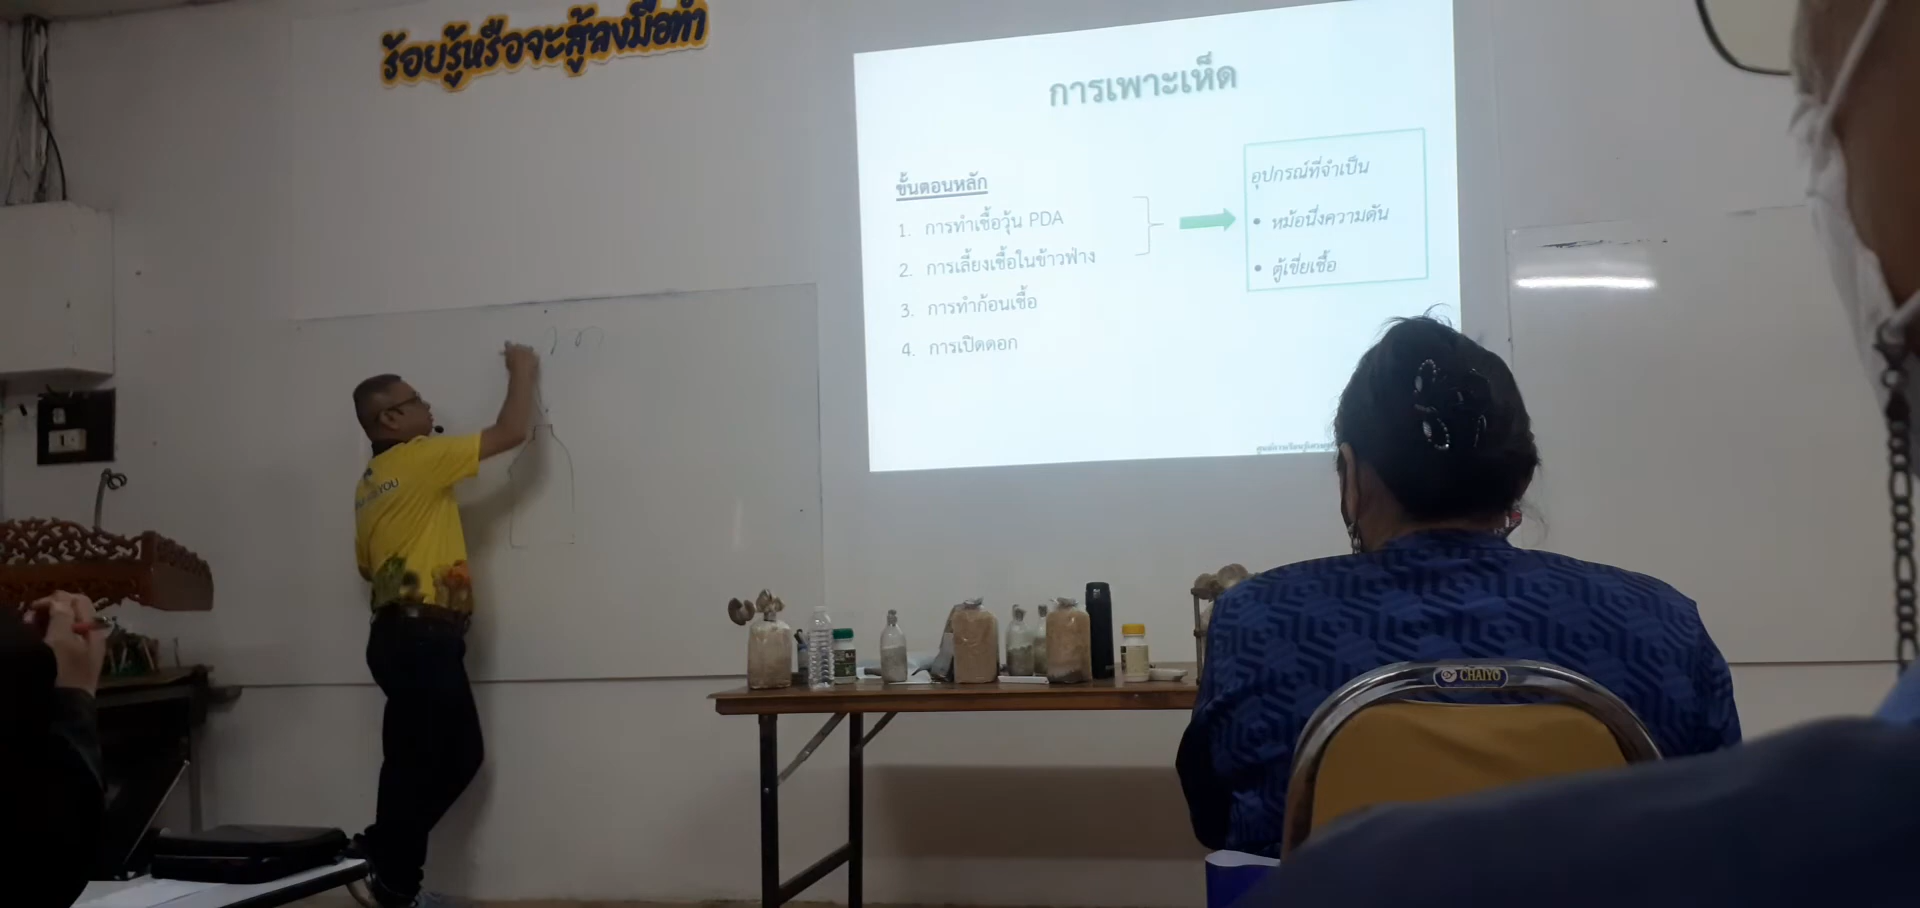 ร้อยรู้หรือจะสู้ลงมือทำ
การเพาะเห็ด
ขั้นตอนหลัก
1. การทำเชื้อวุ้น PDA
2. การเลี้ยงเชื้อในข้าวฟ่าง
3. การทำก้อนเชื้อ
4. การเปิดดอก
อุปกรณ์ที่จำเป็น
• หม้อนึ่งความดัน
• ตู้เขี่ยเชื้อ
YOU
CHAIYO